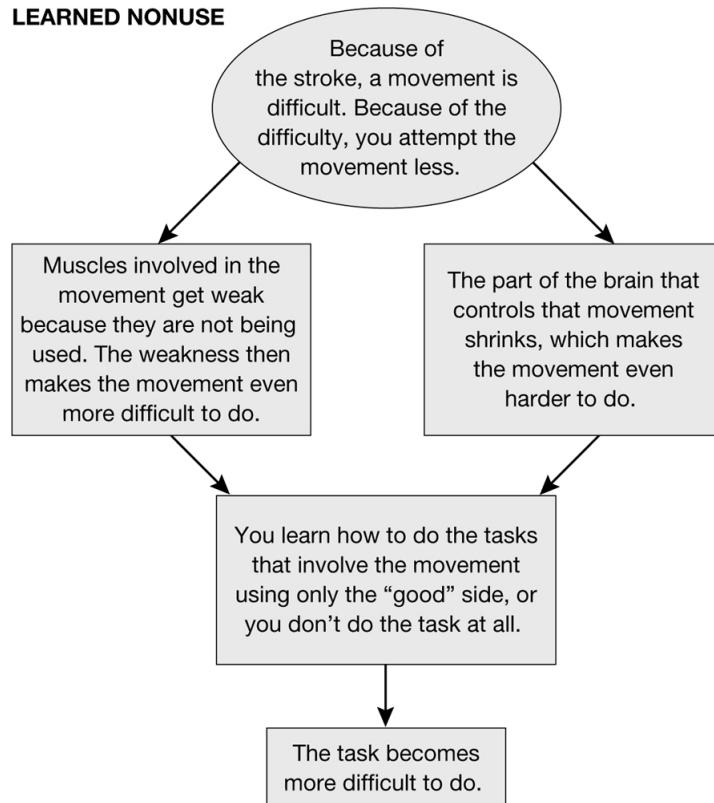 LEARNED NONUSE
Because of
the stroke, a movement is
difficult. Because of the
difficulty, you attempt the
movement less.
Muscles involved in the
movement get weak
because they are not being
used. The weakness then
makes the movement even
more difficult to do.
The part of the brain that
controls that movement
shrinks, which makes
the movement even
harder to do.
You learn how to do the tasks
that involve the movement
using only the “good” side, or
you don’t do the task at all.
The task becomes
more difficult to do.